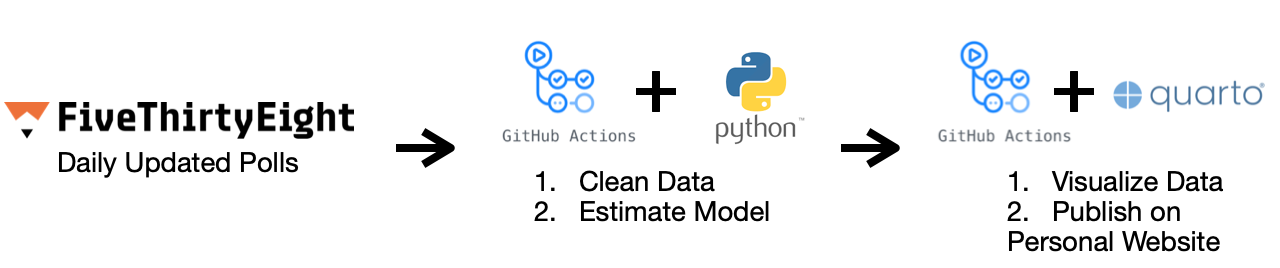 FiveThirtyEight
Daily Updated Polls
GitHub Actions
python™
1. Clean Data
2. Estimate Model
GitHub Actions
quarto®
1. Visualize Data
2. Publish on
Personal Website